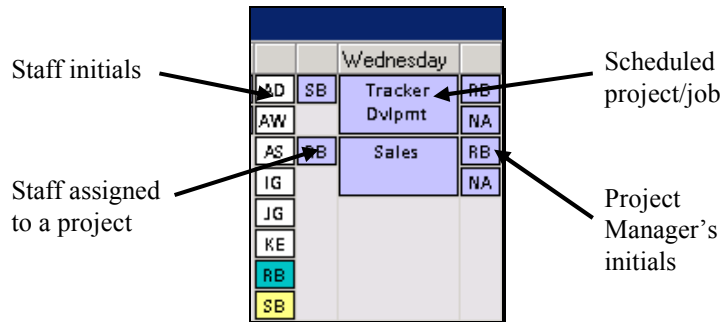 Staff initials
Staff assigned
to a project
Wednesday
AD SB Tracker RB
AW Dvlpmt NA
AS Sales RB
IG NA
JG
KE
RB
SB
Scheduled
project/job
Project
Manager's
initials